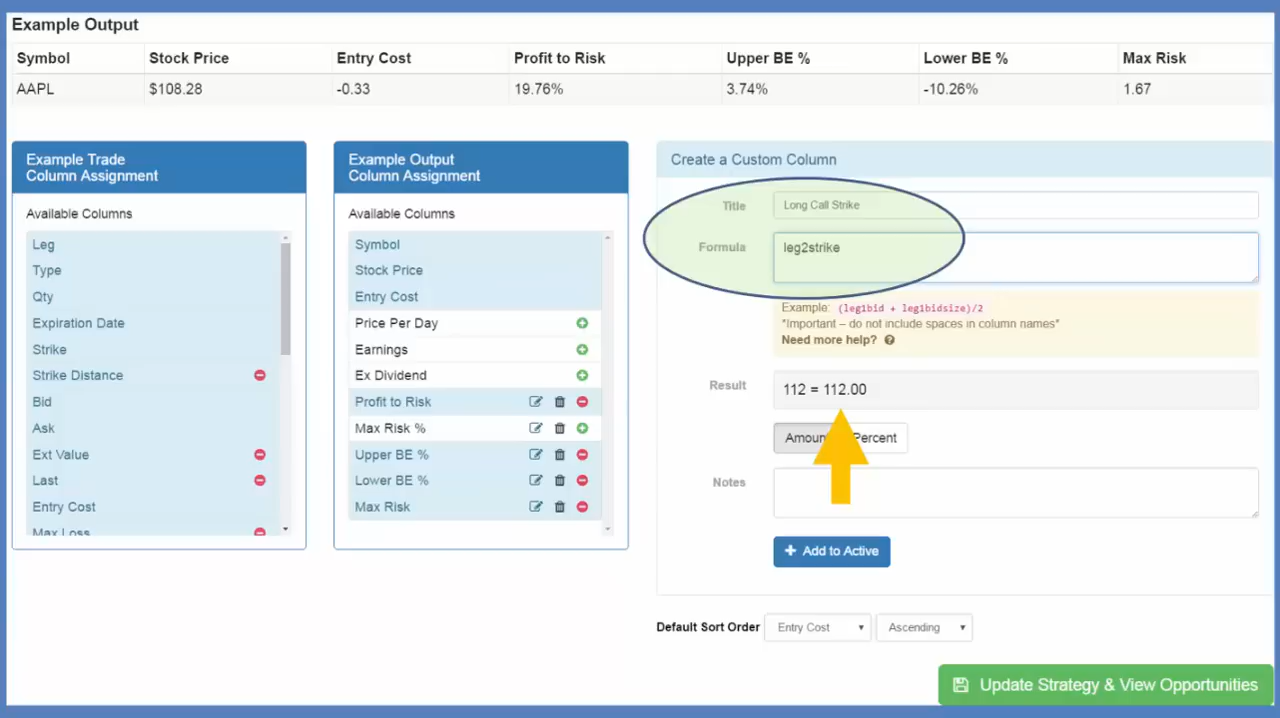 Example Output
Symbol Stock Price Entry Cost Profit to Risk Upper BE % Lower BE % Max Risk
AAPL $108.28 -0.33 19.76% 3.74% -10.26% 1.67
Example Trade
Column Assignment
Available Columns
Leg
Type
Qty
Expiration Date
Strike
Strike Distance
Bid
Ask
Ext Value
Last
Entry Cost
Max Loss
Example Output
Column Assignment
Available Columns
Symbol
Stock Price
Entry Cost
Price Per Day
Earnings
Ex Dividend
Profit to Risk
Max Risk %
Upper BE %
Lower BE %
Max Risk
Create a Custom Column
Title Long Call Strike
Formula leg2strike
Example: (leg1bid + leg1bidsize)/2
*Important – do not include spaces in column names*
Need more help?
Result 112 = 112.00
Amoun Percent
Notes
Add to Active
Default Sort Order Entry Cost Ascending
Update Strategy & View Opportunities